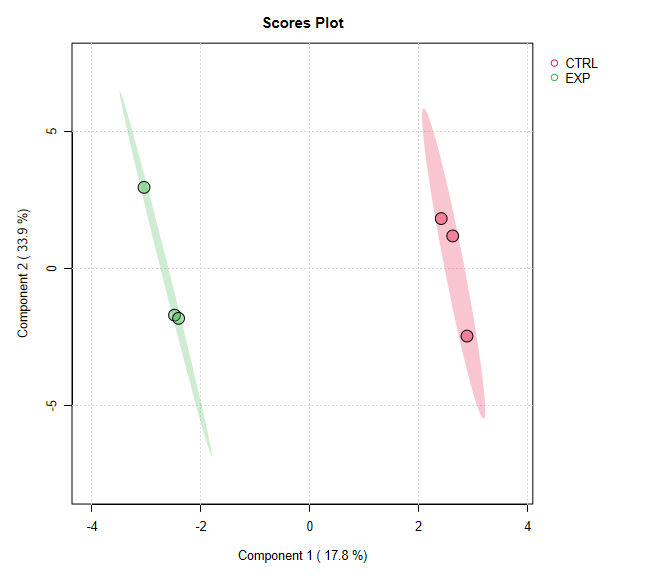 Scores Plot
CTRL
EXP
5
0
-5
Component 2 ( 33.9 %)
-4
-2
0
2
4
Component 1 ( 17.8 %)